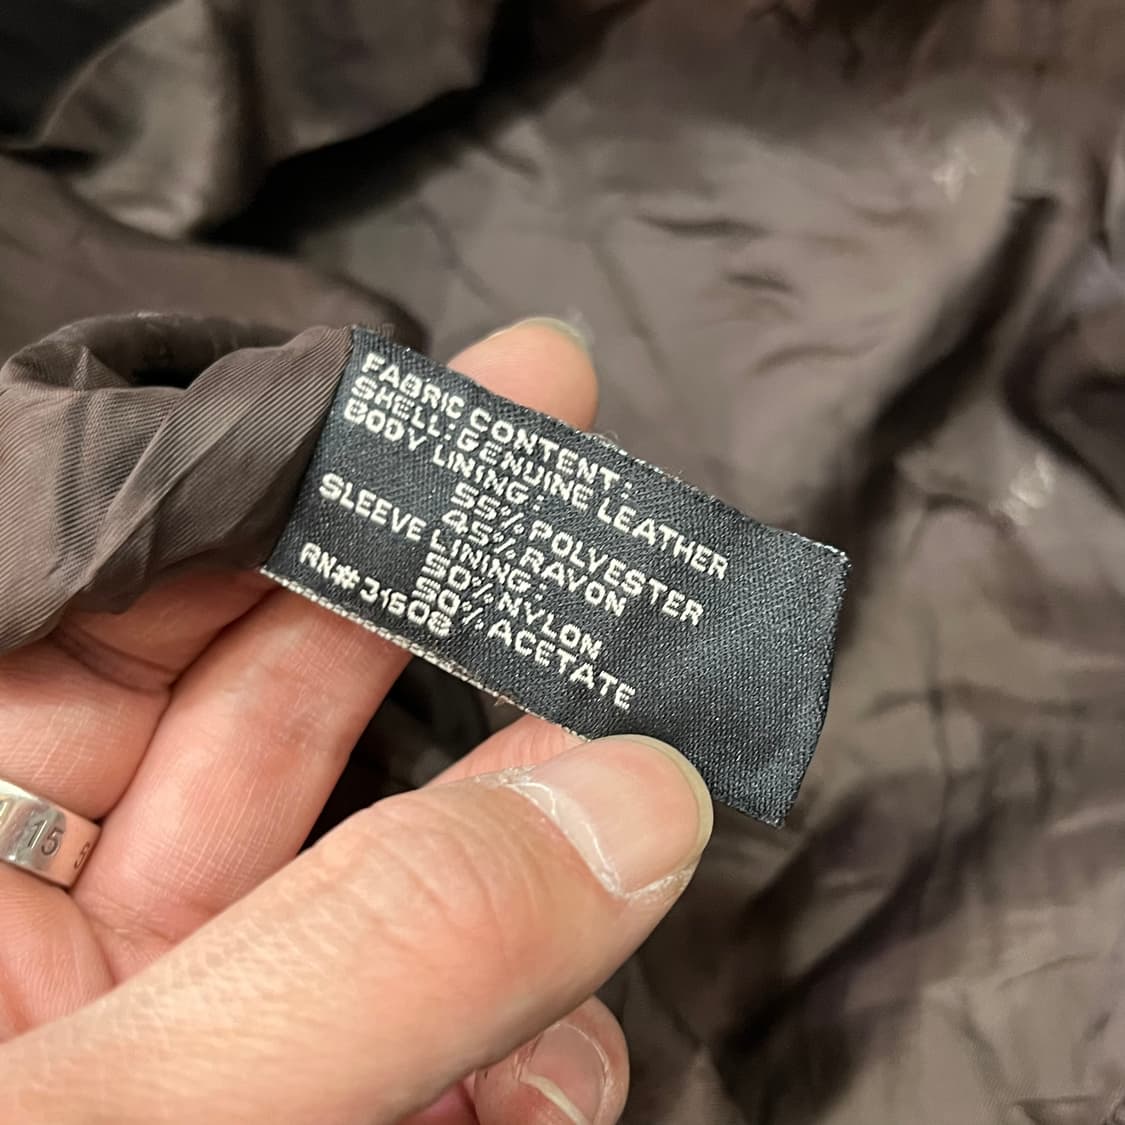 FABRIC CONTENT:
SHELL: GENUINE LEATHER
BODY LINING:
55% POLYESTER
45% RAYON
SLEEVE LINING:
50% NYLON
50% ACETATE
RN# 31608
15